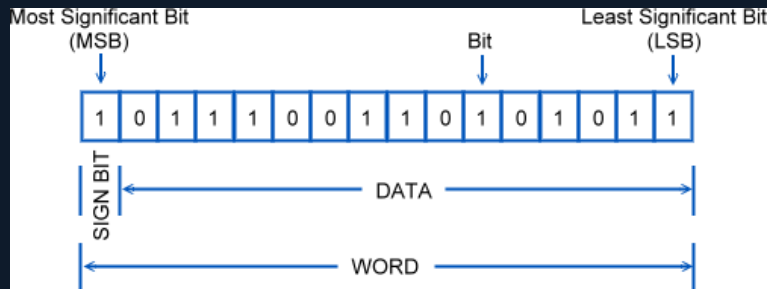 Most Significant Bit Least Significant Bit
(MSB) Bit (LSB)
1 0 1 1 1 0 0 1 1 0 1 0 1 0 1 1
SIGN BIT
DATA
WORD